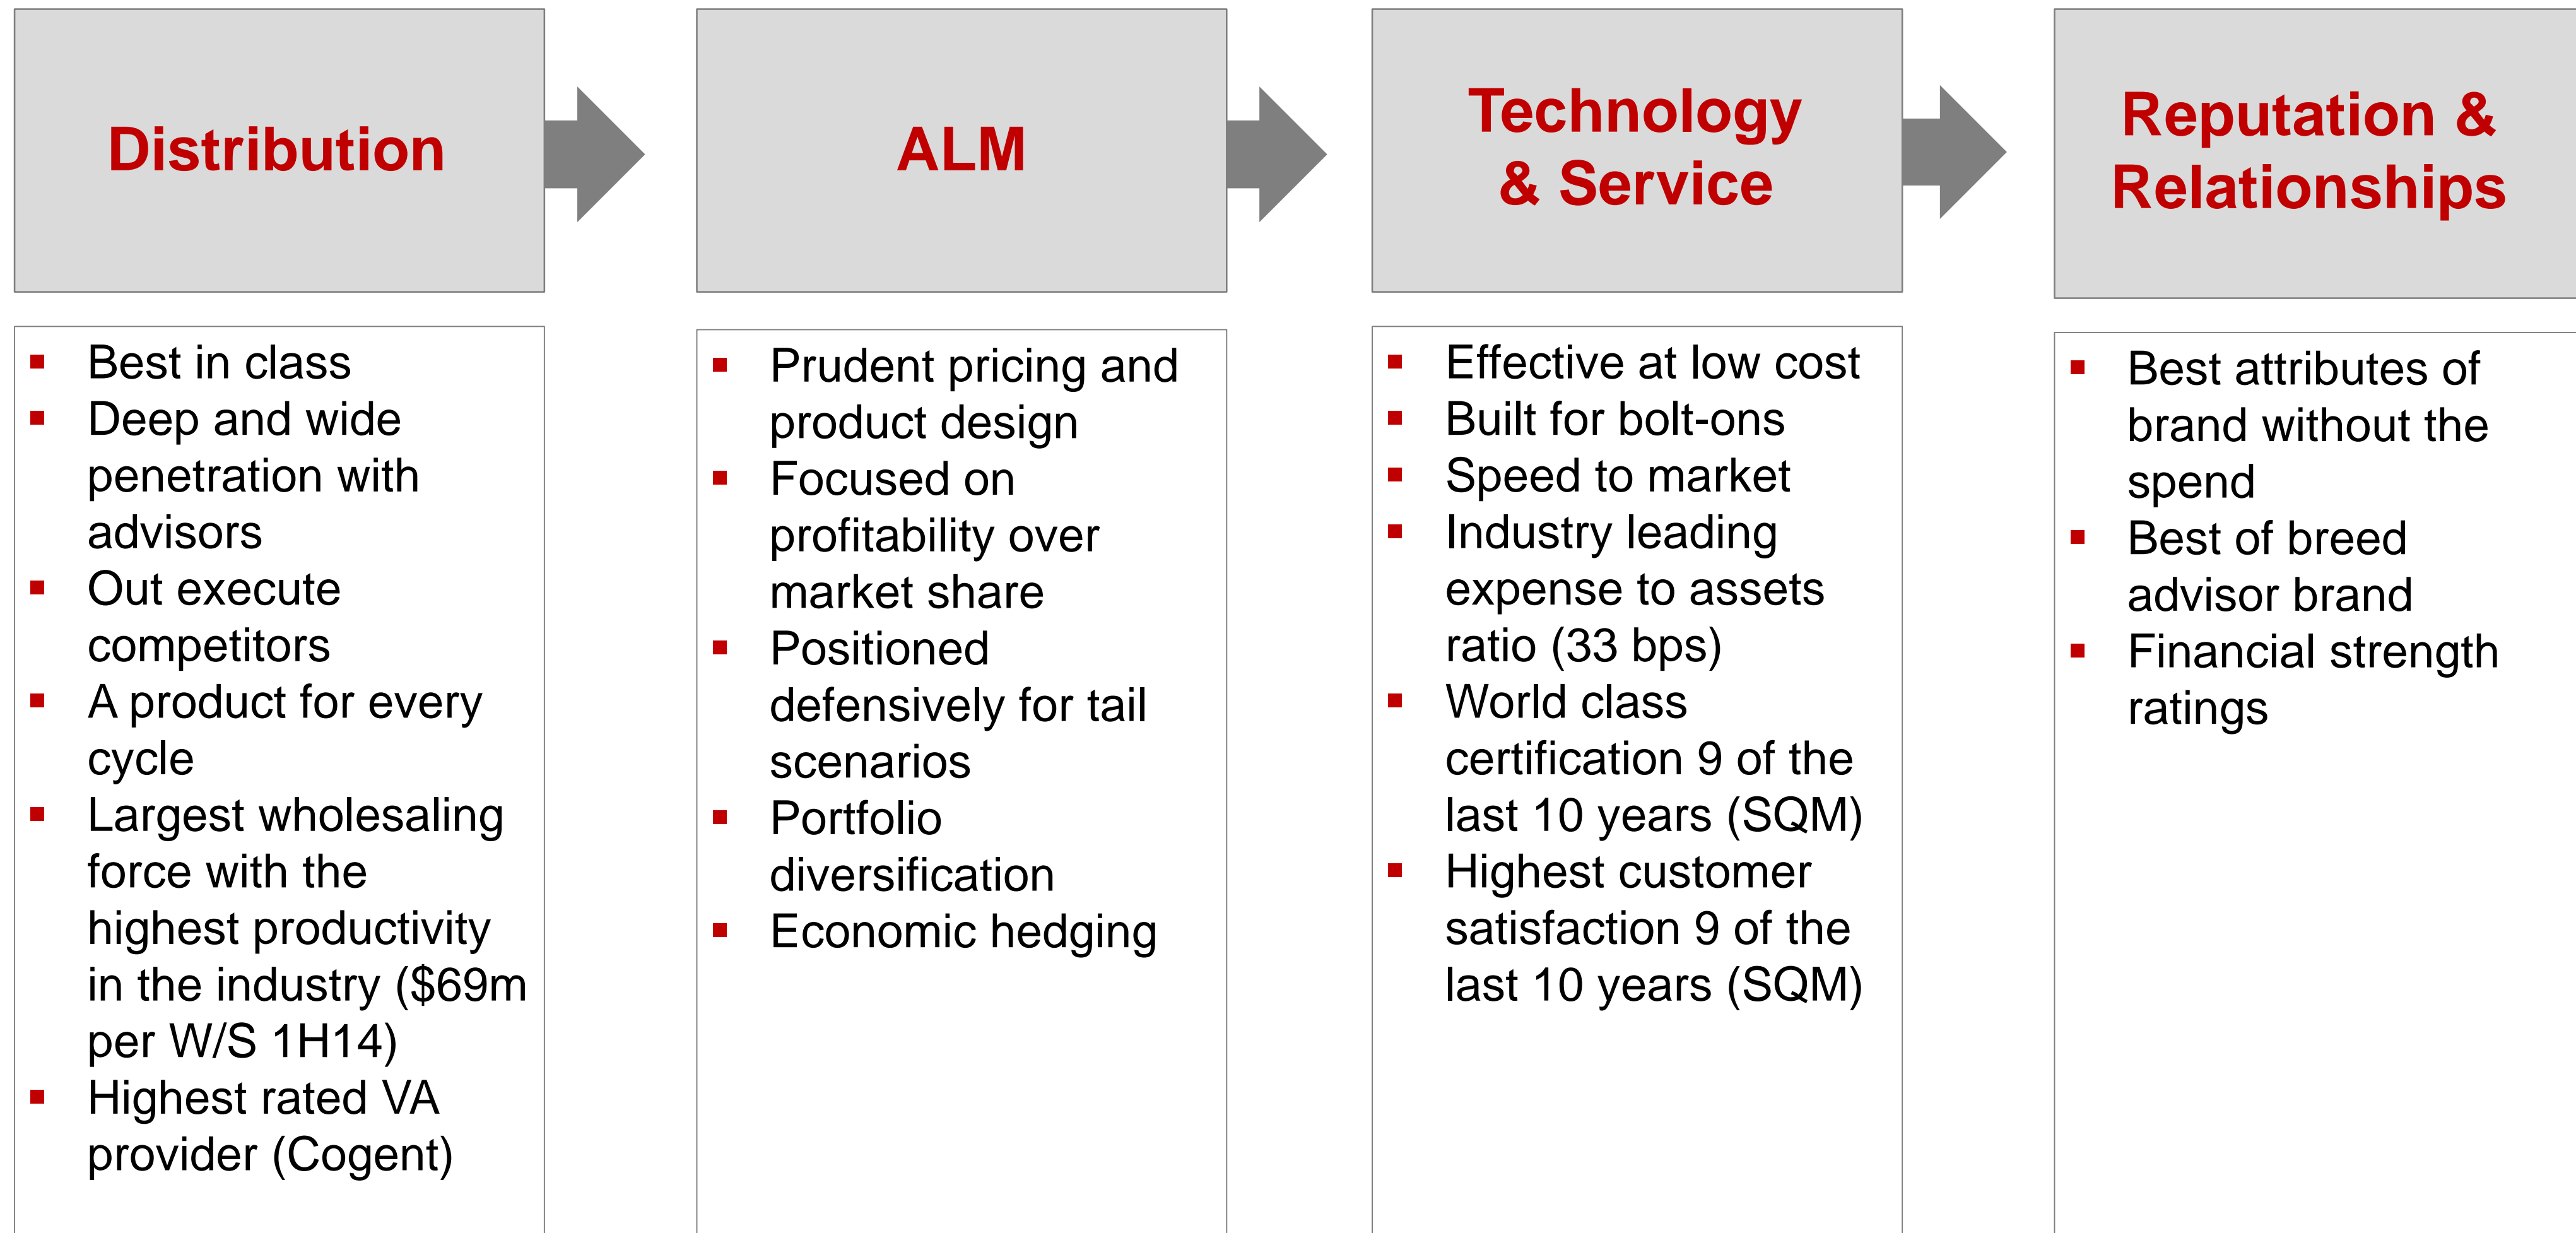 Distribution
ALM
Technology
& Service
Reputation &
Relationships
▪ Best in class
▪ Deep and wide
penetration with
advisors
▪ Out execute
competitors
▪ A product for every
cycle
▪ Largest wholesaling
force with the
highest productivity
in the industry ($69m
per W/S 1H14)
▪ Highest rated VA
provider (Cogent)
▪ Prudent pricing and
product design
▪ Focused on
profitability over
market share
▪ Positioned
defensively for tail
scenarios
▪ Portfolio
diversification
▪ Economic hedging
▪ Effective at low cost
▪ Built for bolt-ons
▪ Speed to market
▪ Industry leading
expense to assets
ratio (33 bps)
▪ World class
certification 9 of the
last 10 years (SQM)
▪ Highest customer
satisfaction 9 of the
last 10 years (SQM)
▪ Best attributes of
brand without the
spend
▪ Best of breed
advisor brand
▪ Financial strength
ratings